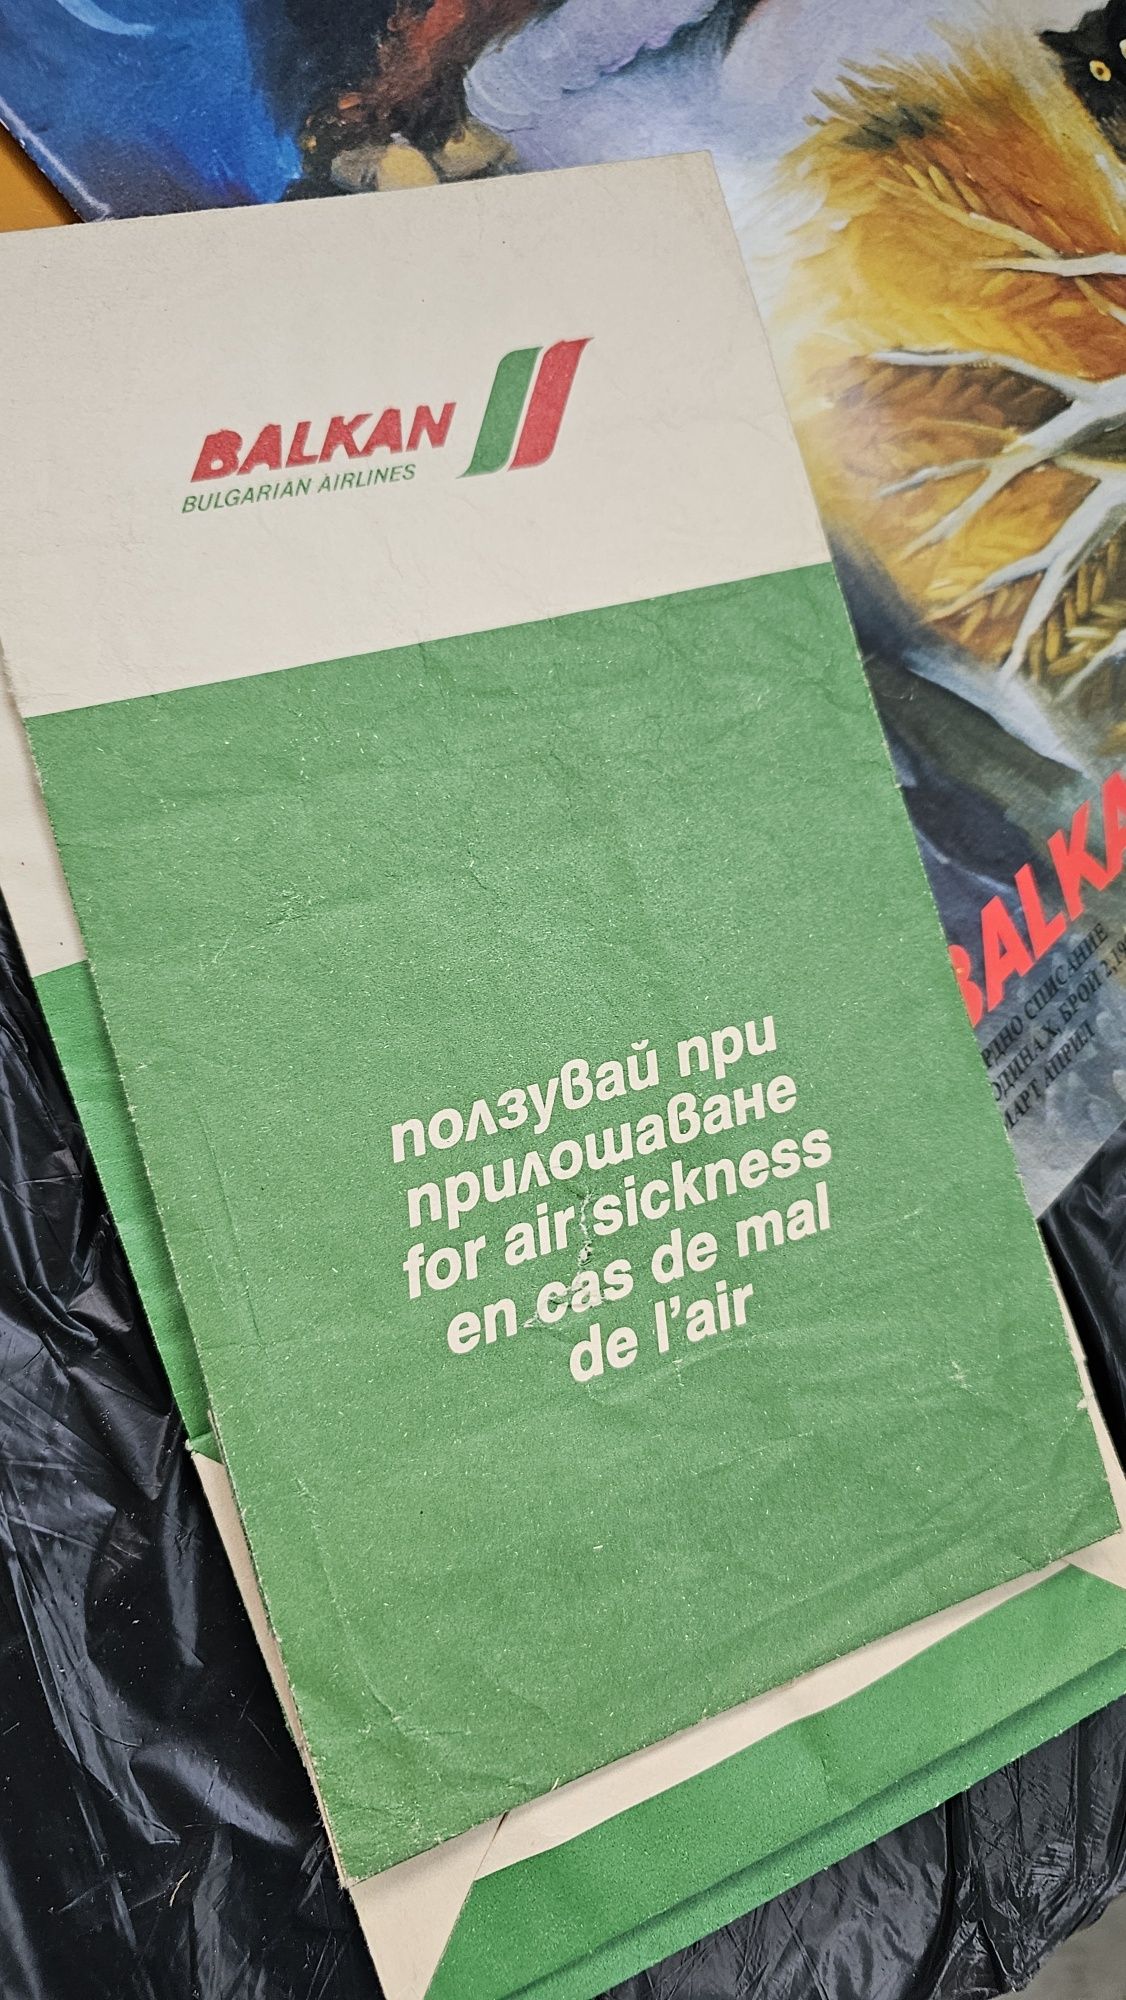 BALKAN
BULGARIAN AIRLINES
ползувай при
прилошаване
for air sickness
en cas de mal
de l'air
BALKA
СПИСАНИЕ
Х, БРОЙ 2, 19
МАРТ АПРИЛ